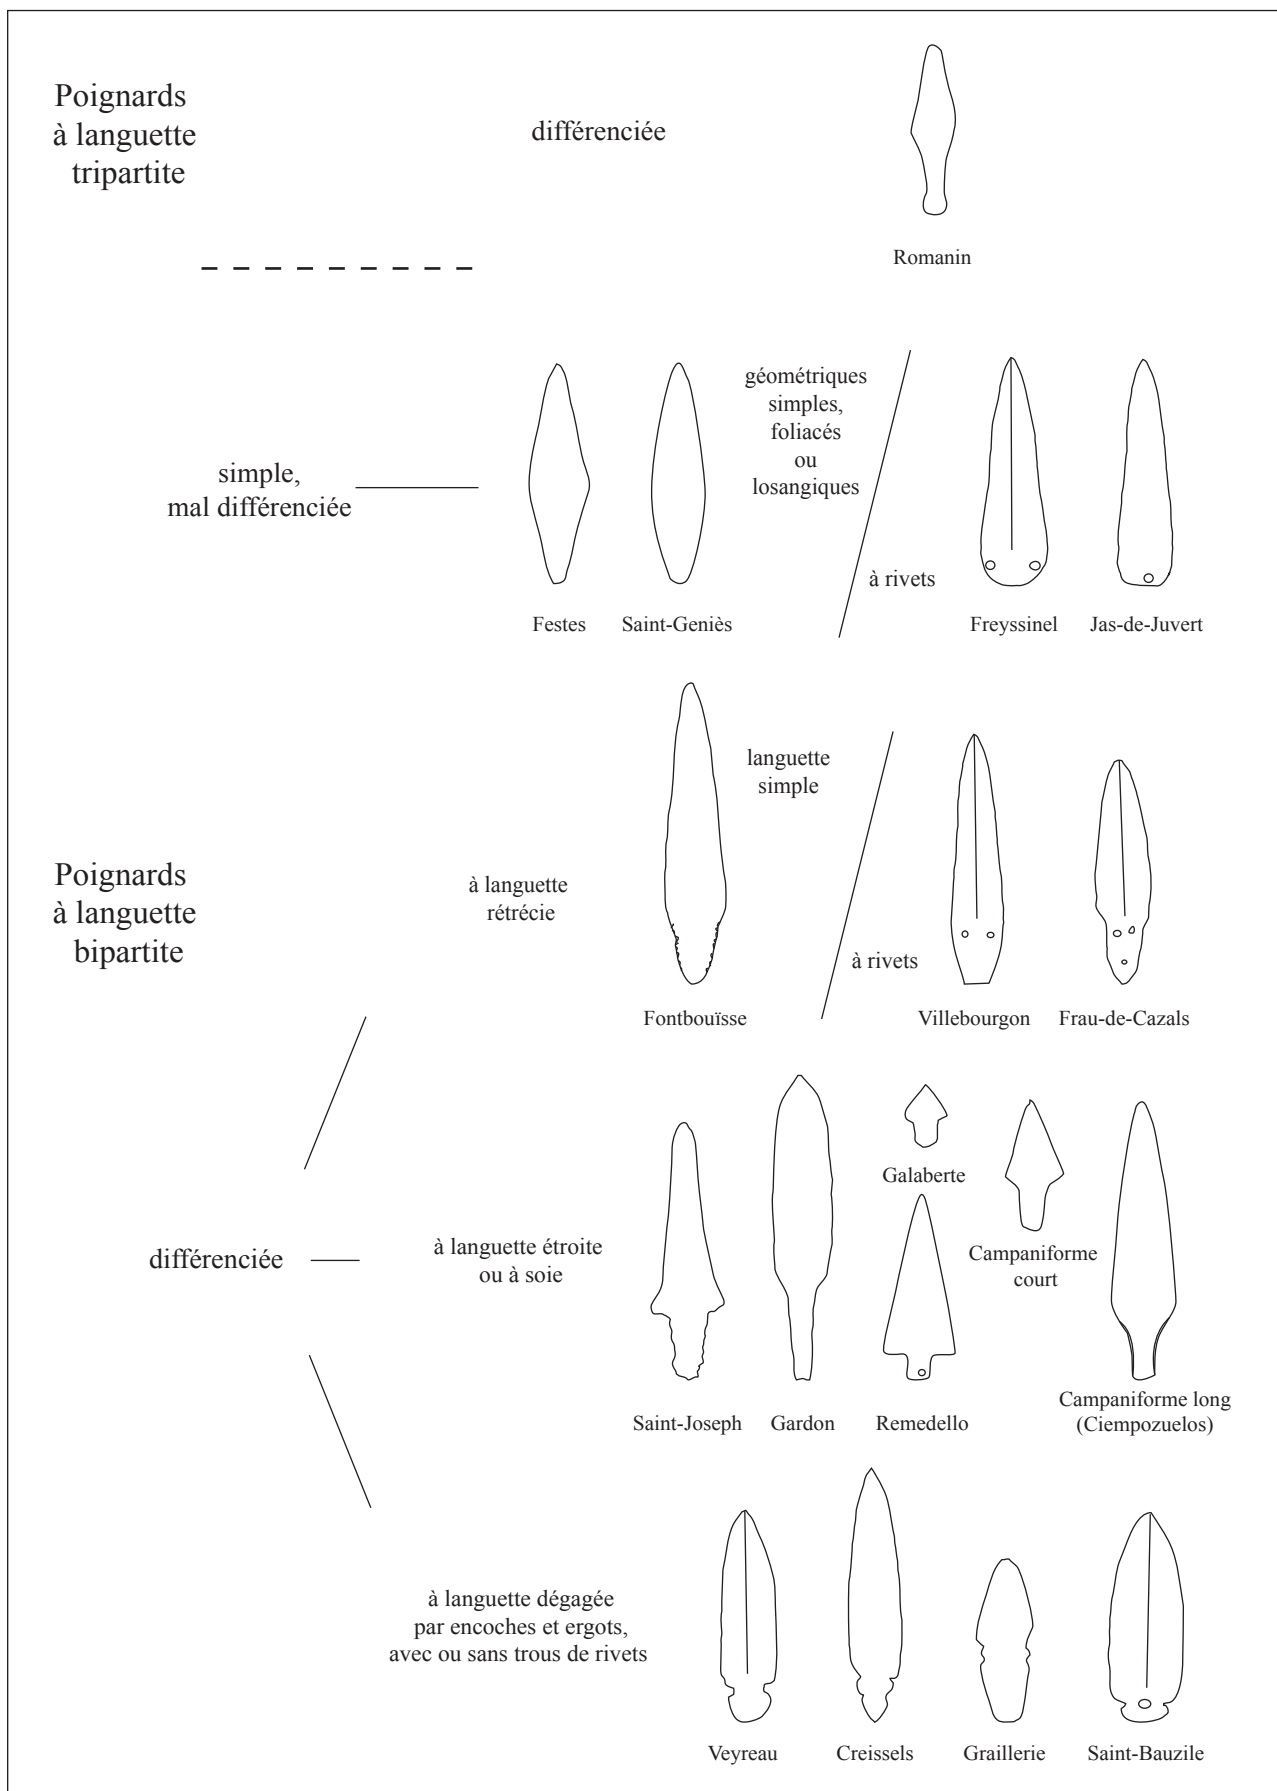 Poignards
à languette
tripartite
différenciée
Romanin
simple,
mal différenciée
géométriques
simples,
foliacés
ou
losangiques
à rivets
Festes
Saint-Geniès
Freyssinel
Jas-de-Juvert
Poignards
à languette
bipartite
à languette
rétrécie
languette
simple
à rivets
Fontbouïsse
Villebourgon
Frau-de-Cazals
différenciée
à languette étroite
ou à soie
Galaberte
Campaniforme
court
Saint-Joseph
Gardon
Remedello
Campaniforme long
(Ciempozuelos)
à languette dégagée
par encoches et ergots,
avec ou sans trous de rivets
Veyreau
Creissels
Graillerie
Saint-Bauzile